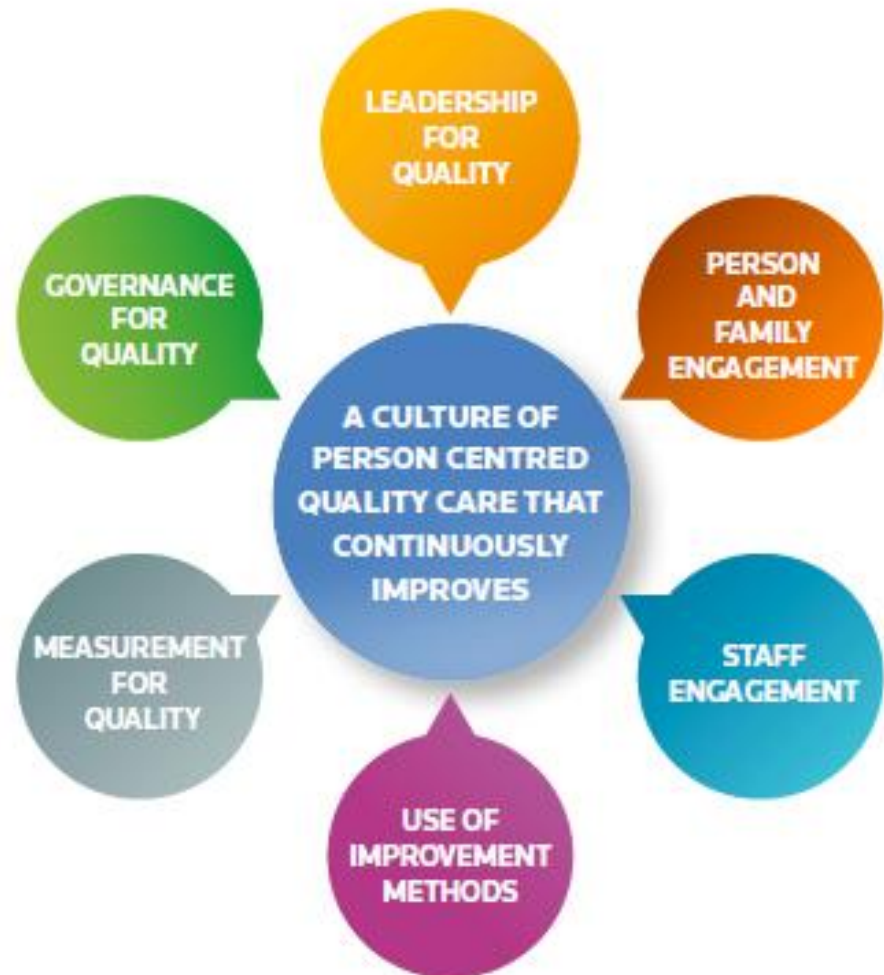 LEADERSHIP
FOR
QUALITY
PERSON
AND
FAMILY
ENGAGEMENT
STAFF
ENGAGEMENT
USE OF
IMPROVEMENT
METHODS
MEASUREMENT
FOR
QUALITY
GOVERNANCE
FOR
QUALITY
A CULTURE OF
PERSON CENTRED
QUALITY CARE THAT
CONTINUOUSLY
IMPROVES